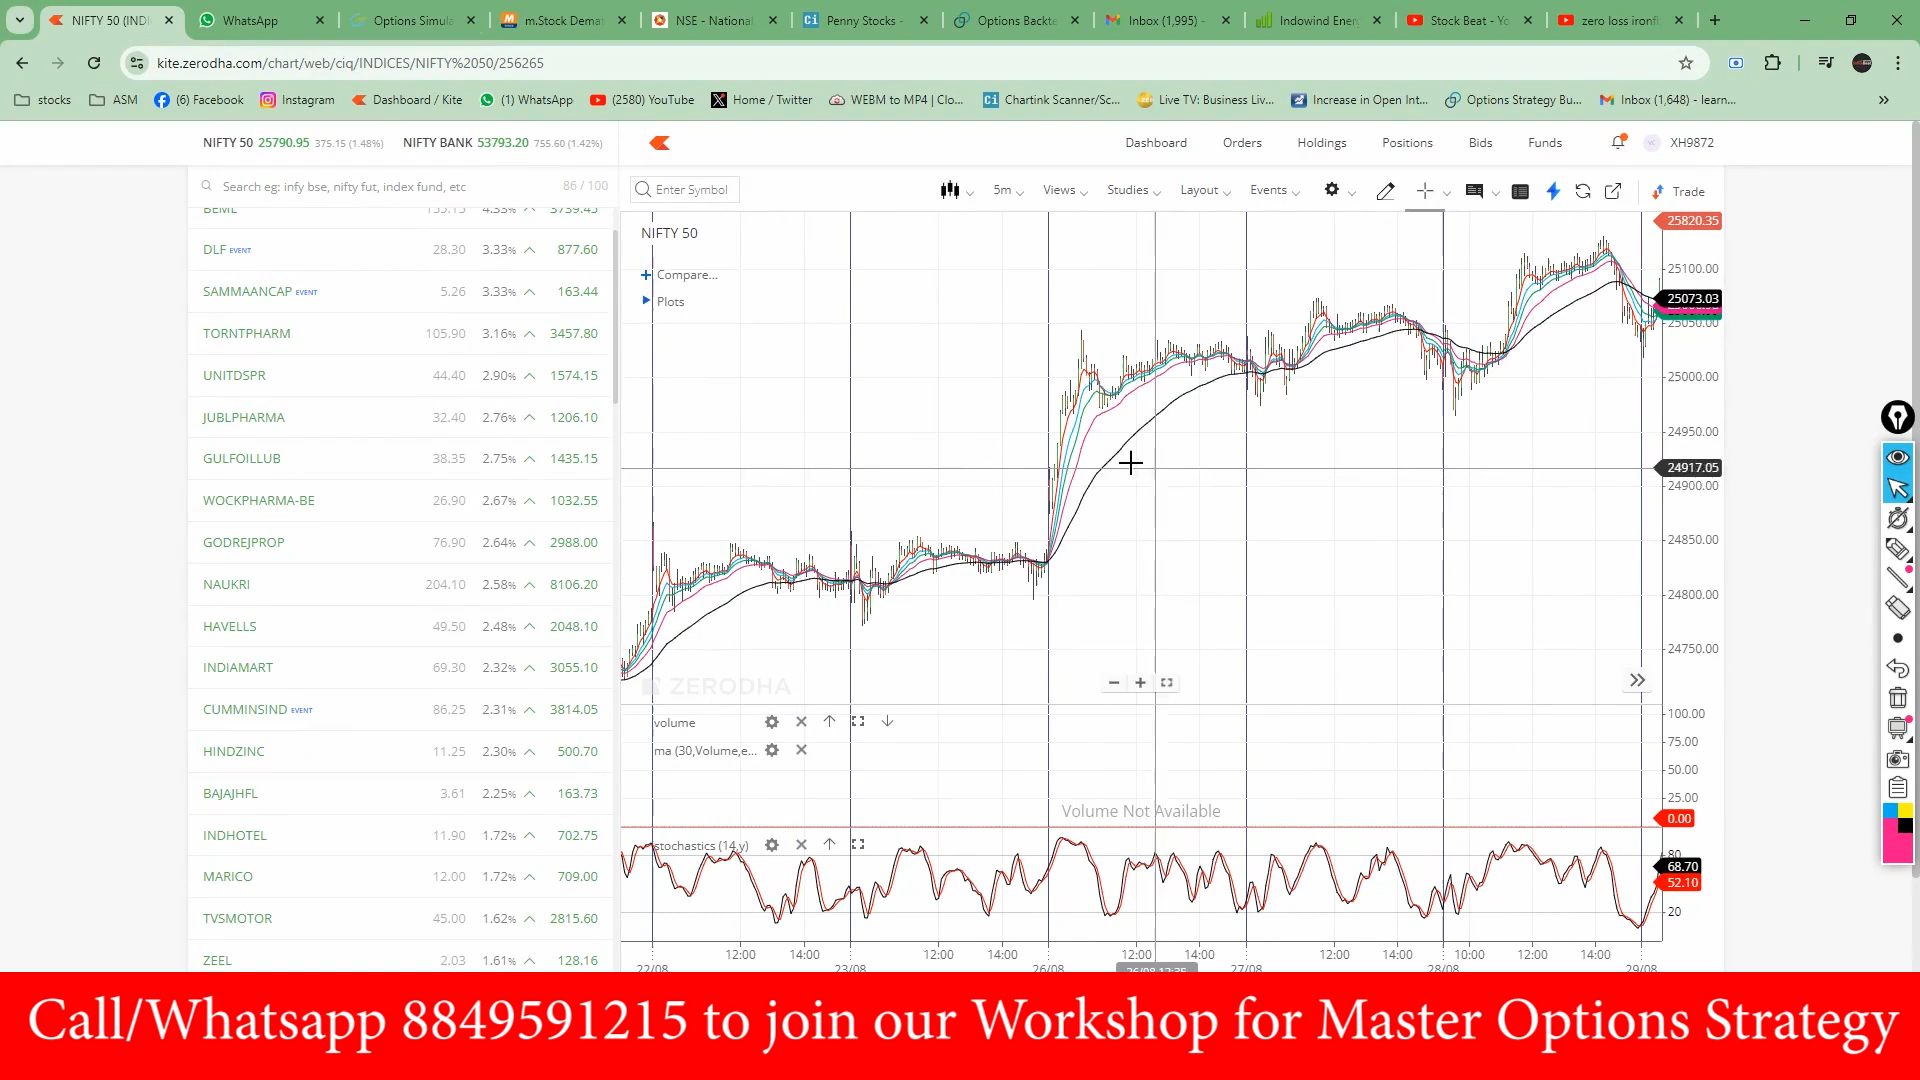 NIFTY 50 (INDI
WhatsApp
Options Simula
m.Stock Dema
NSE - National
Penny Stocks -
Options Backte
Inbox (1,995) -
Indowind Ener
Stock Beat - Yo
zero loss ironfl
kite.zerodha.com/chart/web/ciq/INDICES/NIFTY%2050/256265
stocks
ASM
(6) Facebook
Instagram
Dashboard / Kite
(1) WhatsApp
(2580) YouTube
Home / Twitter
WEBM to MP4 | Clo...
Chartink Scanner/Sc...
Live TV: Business Liv...
Increase in Open Int...
Options Strategy Bu...
Inbox (1,648) - learn...
NIFTY 50 25790.95 375.15 (1.48%)
NIFTY BANK 53793.20 755.60 (1.42%)
Dashboard Orders Holdings Positions Bids Funds XH9872
Search eg: infy bse, nifty fut, index fund, etc 86 / 100
BEML 155.15 4.33% 3739.45
DLF EVENT 28.30 3.33% 877.60
SAMMAANCAP EVENT 5.26 3.33% 163.44
TORNTPHARM 105.90 3.16% 3457.80
UNITDSPR 44.40 2.90% 1574.15
JUBLPHARMA 32.40 2.76% 1206.10
GULFOILLUB 38.35 2.75% 1435.15
WOCKPHARMA-BE 26.90 2.67% 1032.55
GODREJPROP 76.90 2.64% 2988.00
NAUKRI 204.10 2.58% 8106.20
HAVELLS 49.50 2.48% 2048.10
INDIAMART 69.30 2.32% 3055.10
CUMMINSIND EVENT 86.25 2.31% 3814.05
HINDZINC 11.25 2.30% 500.70
BAJAJHFL 3.61 2.25% 163.73
INDHOTEL 11.90 1.72% 702.75
MARICO 12.00 1.72% 709.00
TVSMOTOR 45.00 1.62% 2815.60
ZEEL 2.03 1.61% 128.16
Enter Symbol 5m Views Studies Layout Events Trade
NIFTY 50
Compare...
Plots
25820.35
25100.00
25073.03
25050.00
25000.00
24950.00
24917.05
24900.00
24850.00
24800.00
24750.00
ZERODHA
volume
ma (30,Volume,e...
100.00
75.00
50.00
25.00
Volume Not Available
0.00
stochastics (14,y)
80
68.70
52.10
20
12:00 14:00 12:00 14:00 12:00 14:00 12:00 14:00 10:00 12:00 14:00
22/08 23/08 26/08 26/08 12:35 27/08 28/08 29/08
Call/Whatsapp 8849591215 to join our Workshop for Master Options Strategy